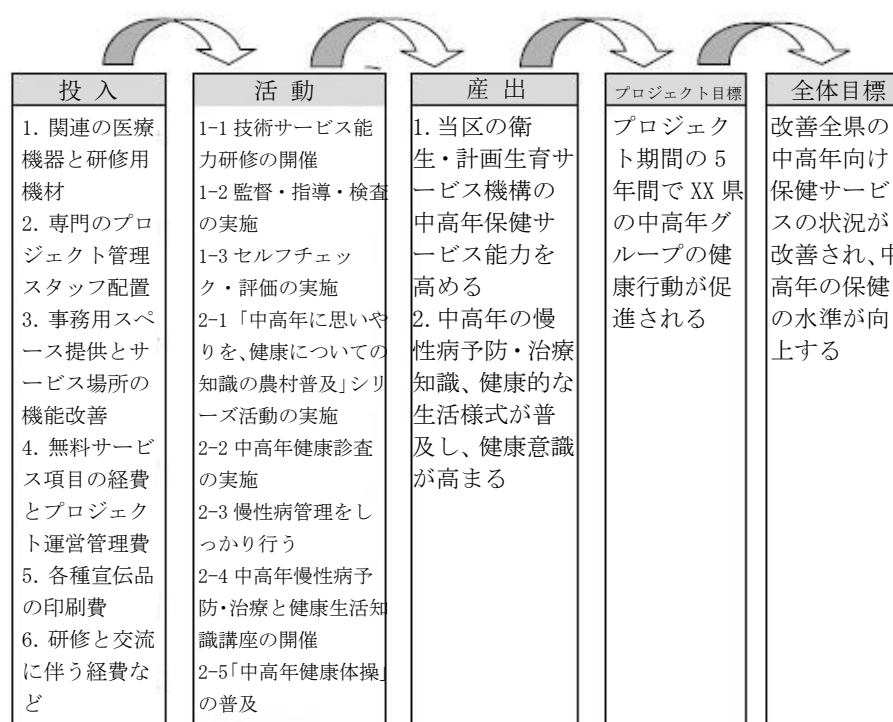 投 入
1. 関連の医療
機器と研修用
機材
2. 専門のプロ
ジェクト管理
スタッフ配置
3. 事務用スペ
ース提供とサ
ービス場所の
機能改善
4. 無料サービ
ス項目の経費
とプロジェク
ト運営管理費
5. 各種宣伝品
の印刷費
6. 研修と交流
に伴う経費な
ど
活 動
1-1 技術サービス能
力研修の開催
1-2 監督・指導・検査
の実施
1-3 セルフチェッ
ク・評価の実施
2-1「中高年に思いや
りを、健康についての
知識の農村普及」シリ
ーズ活動の実施
2-2 中高年健康診査
の実施
2-3 慢性病管理をし
っかり行う
2-4 中高年慢性病予
防・治療と健康生活知
識講座の開催
2-5「中高年健康体操」
の普及
産 出
1. 当区の衛
生・計画生育サ
ービス機構の
中高年保健サ
ービス能力を
高める
2. 中高年の慢
性病予防・治療
知識、健康的な
生活様式が普
及し、健康意識
が高まる
プロジェクト目標
プロジェク
ト期間の 5
年間で XX 県
の中高年グ
ループの健
康行動が促
進される
全体目標
改善全県の
中高年向け
保健サービ
スの状況が
改善され、中
高年の保健
の水準が向
上する